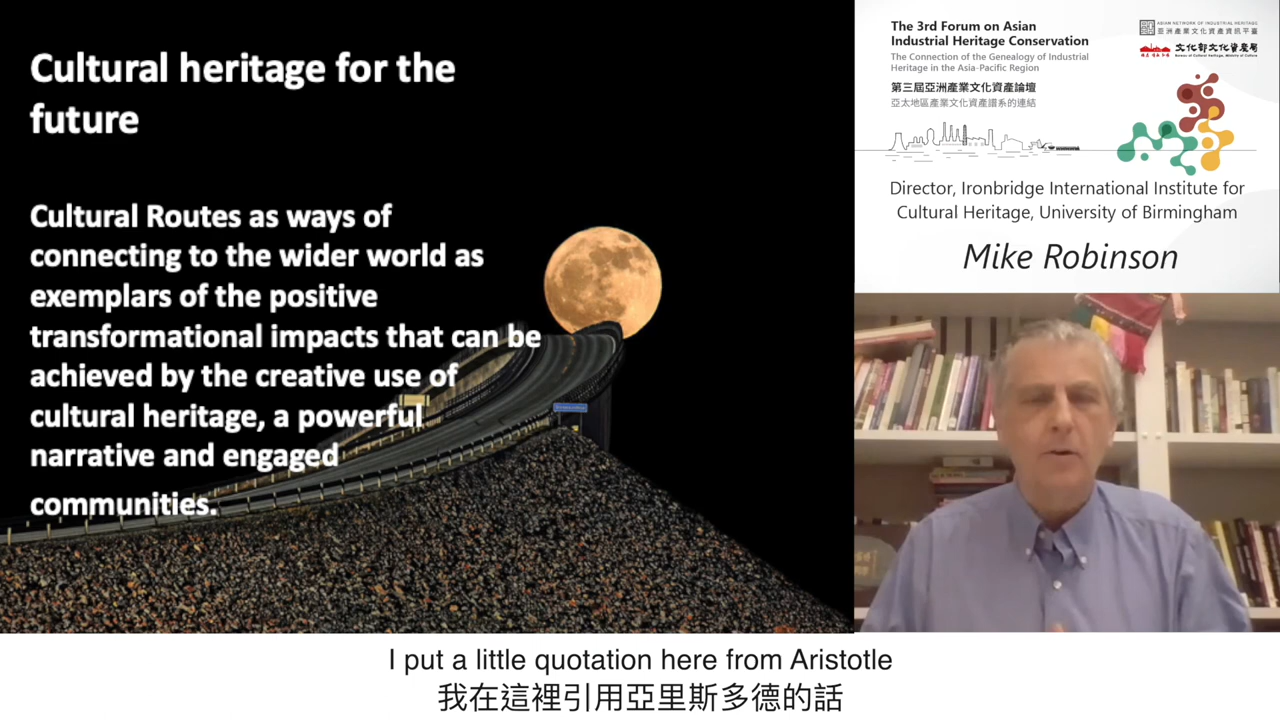 Cultural heritage for the
future
Cultural Routes as ways of
connecting to the wider world as
exemplars of the positive
transformational impacts that can be
achieved by the creative use of
cultural heritage, a powerful
narrative and engaged
communities.
The 3rd Forum on Asian
Industrial Heritage Conservation
The Connection of the Genealogy of Industrial
Heritage in the Asia-Pacific Region
第三屆亞洲產業文化資產論壇
亞太地區產業文化資產譜系的連結
ASIAN NETWORK OF INDUSTRIAL HERITAGE
亞洲產業文化資產資訊平臺
文化部文化資產局
Bureau of Cultural Heritage, Ministry of Culture
Director, Ironbridge International Institute for
Cultural Heritage, University of Birmingham
Mike Robinson
I put a little quotation here from Aristotle
我在這裡引用亞里斯多德的話